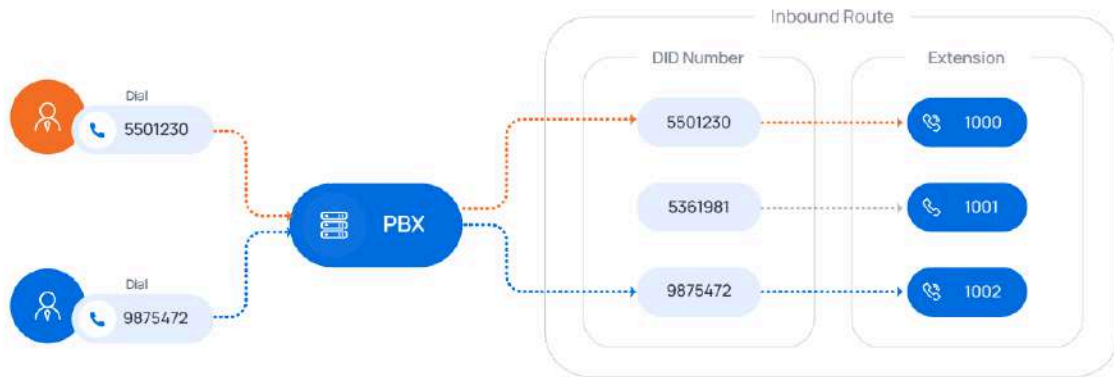 Inbound Route
DID Number
Extension
Dial
5501230
5501230
1000
PBX
5361981
1001
Dial
9875472
9875472
1002